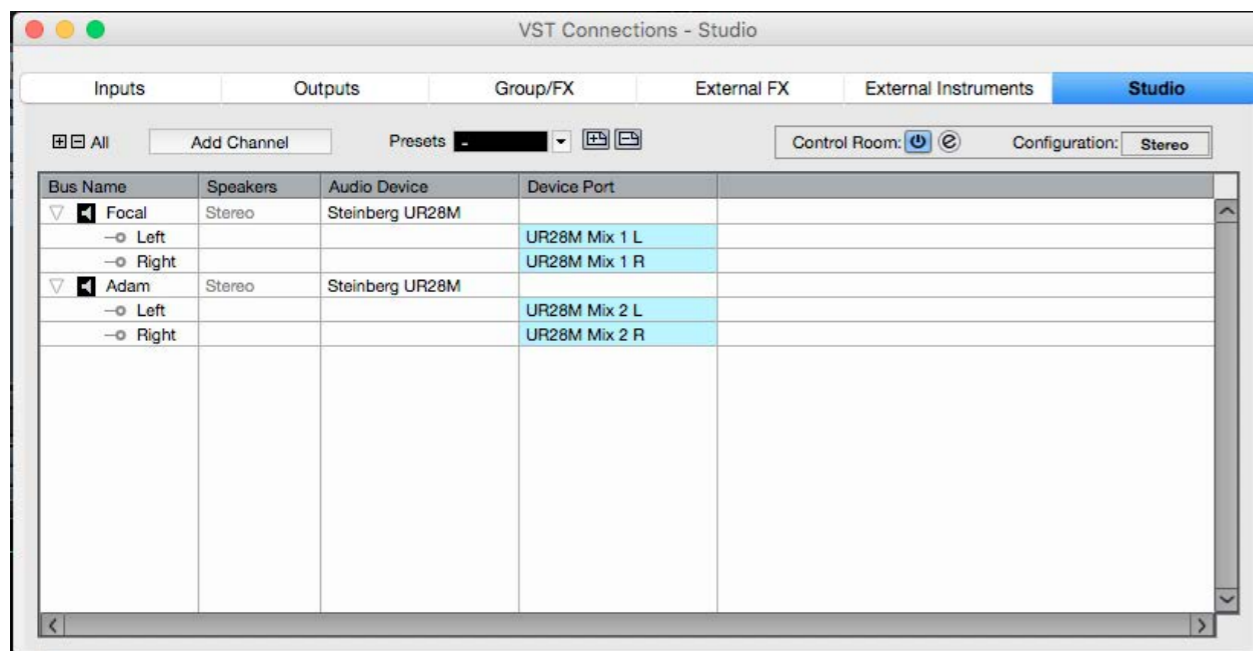 VST Connections - Studio
Inputs Outputs Group/FX External FX External Instruments Studio
All Add Channel Presets - Control Room: e Configuration: Stereo
Bus Name Speakers Audio Device Device Port
Focal Stereo Steinberg UR28M
Left UR28M Mix 1 L
Right UR28M Mix 1 R
Adam Stereo Steinberg UR28M
Left UR28M Mix 2 L
Right UR28M Mix 2 R